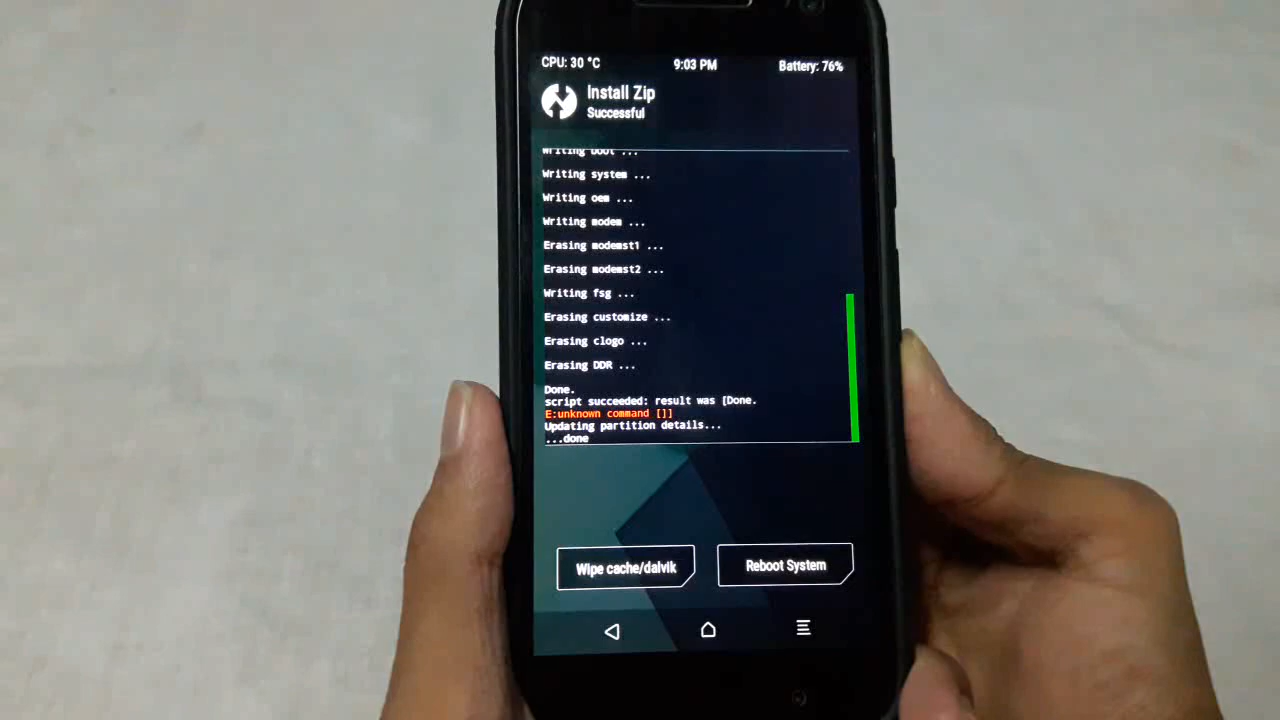 CPU: 30 °C 9:03 PM Battery: 76%
Install Zip
Successful
Writing boot ...
Writing system ...
Writing oem ...
Writing modem ...
Erasing modemst1 ...
Erasing modemst2 ...
Writing fsg ...
Erasing customize ...
Erasing clogo ...
Erasing DDR ...
Done.
script succeeded: result was [Done.
E:unknown command []]
Updating partition details...
...done
Wipe cache/dalvik Reboot System